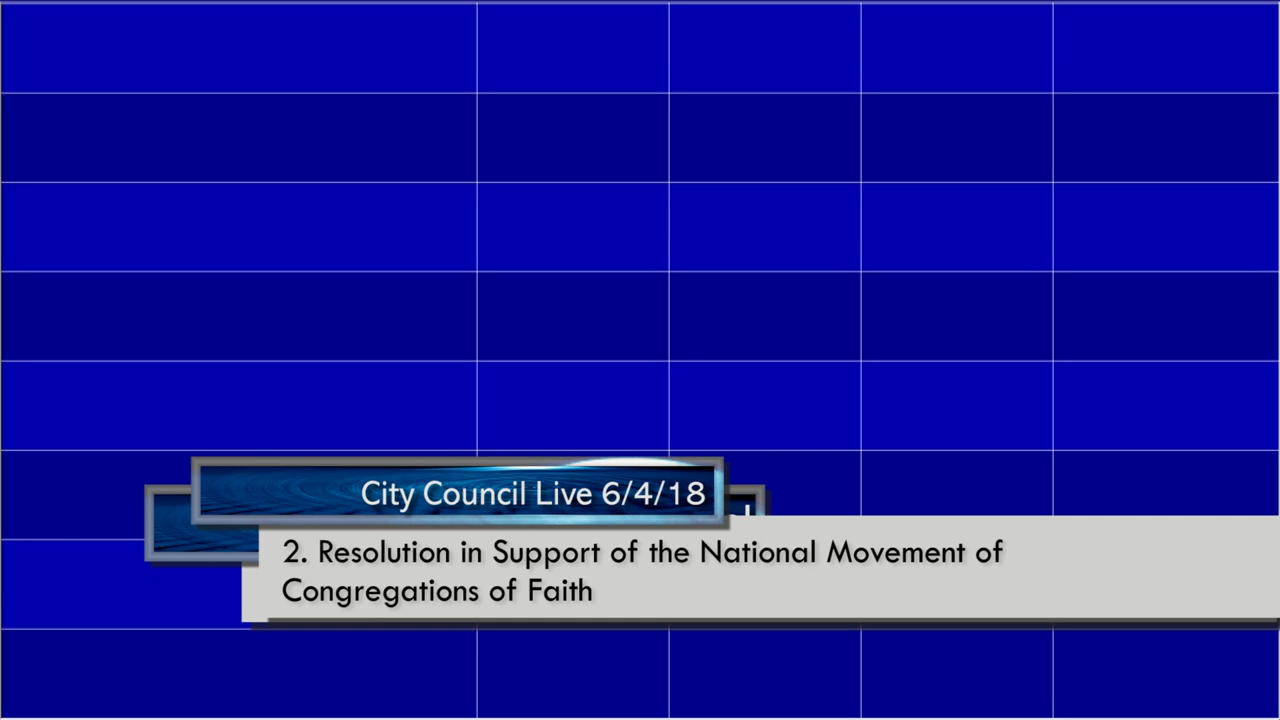 City Council Live 6/4/18
2. Resolution in Support of the National Movement of
Congregations of Faith